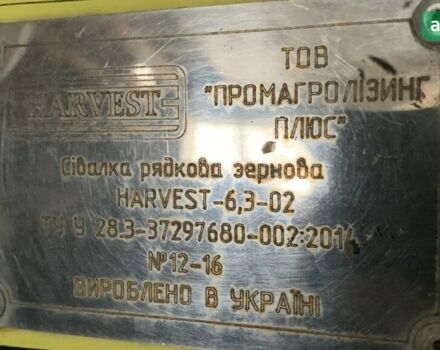 HARVEST
ТОВ
"ПРОМАГРОЛІЗИНГ
ПЛЮС"
Сівалка рядкова зернова
HARVEST-6,3-02
ТУ У 28.3-37297680-002:2014
№12-16
ВИРОБЛЕНО В УКРАЇНІ